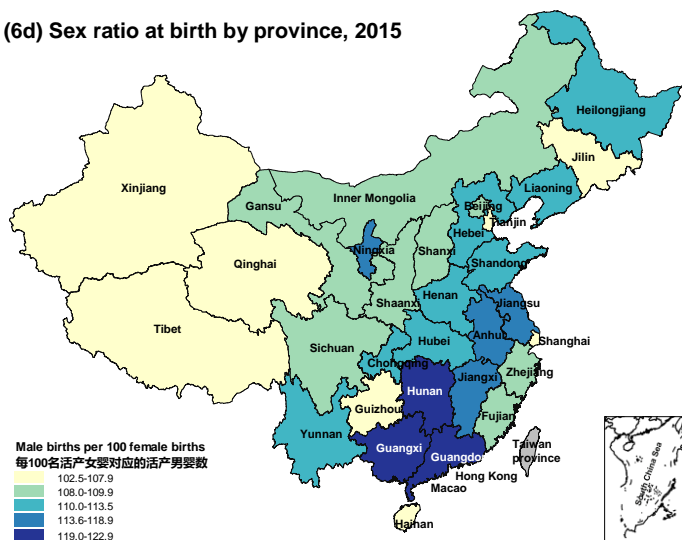 (6d) Sex ratio at birth by province, 2015
Heilongjiang
Jilin
Xinjiang
Inner Mongolia
Liaoning
Gansu
Beijing
Tianjin
Hebei
Ningxia
Shanxi
Qinghai
Shandong
Shaanxi
Henan
Jiangsu
Tibet
Anhui
Shanghai
Sichuan
Hubei
Chongqing
Zhejiang
Hunan
Jiangxi
Guizhou
Fujian
Yunnan
Guangxi
Guangdo
Taiwan
province
Hong Kong
Macao
Hainan
South China Sea
Male births per 100 female births
每100名活产女婴对应的活产男婴数
102.5-107.9
108.0-109.9
110.0-113.5
113.6-118.9
119.0-122.9